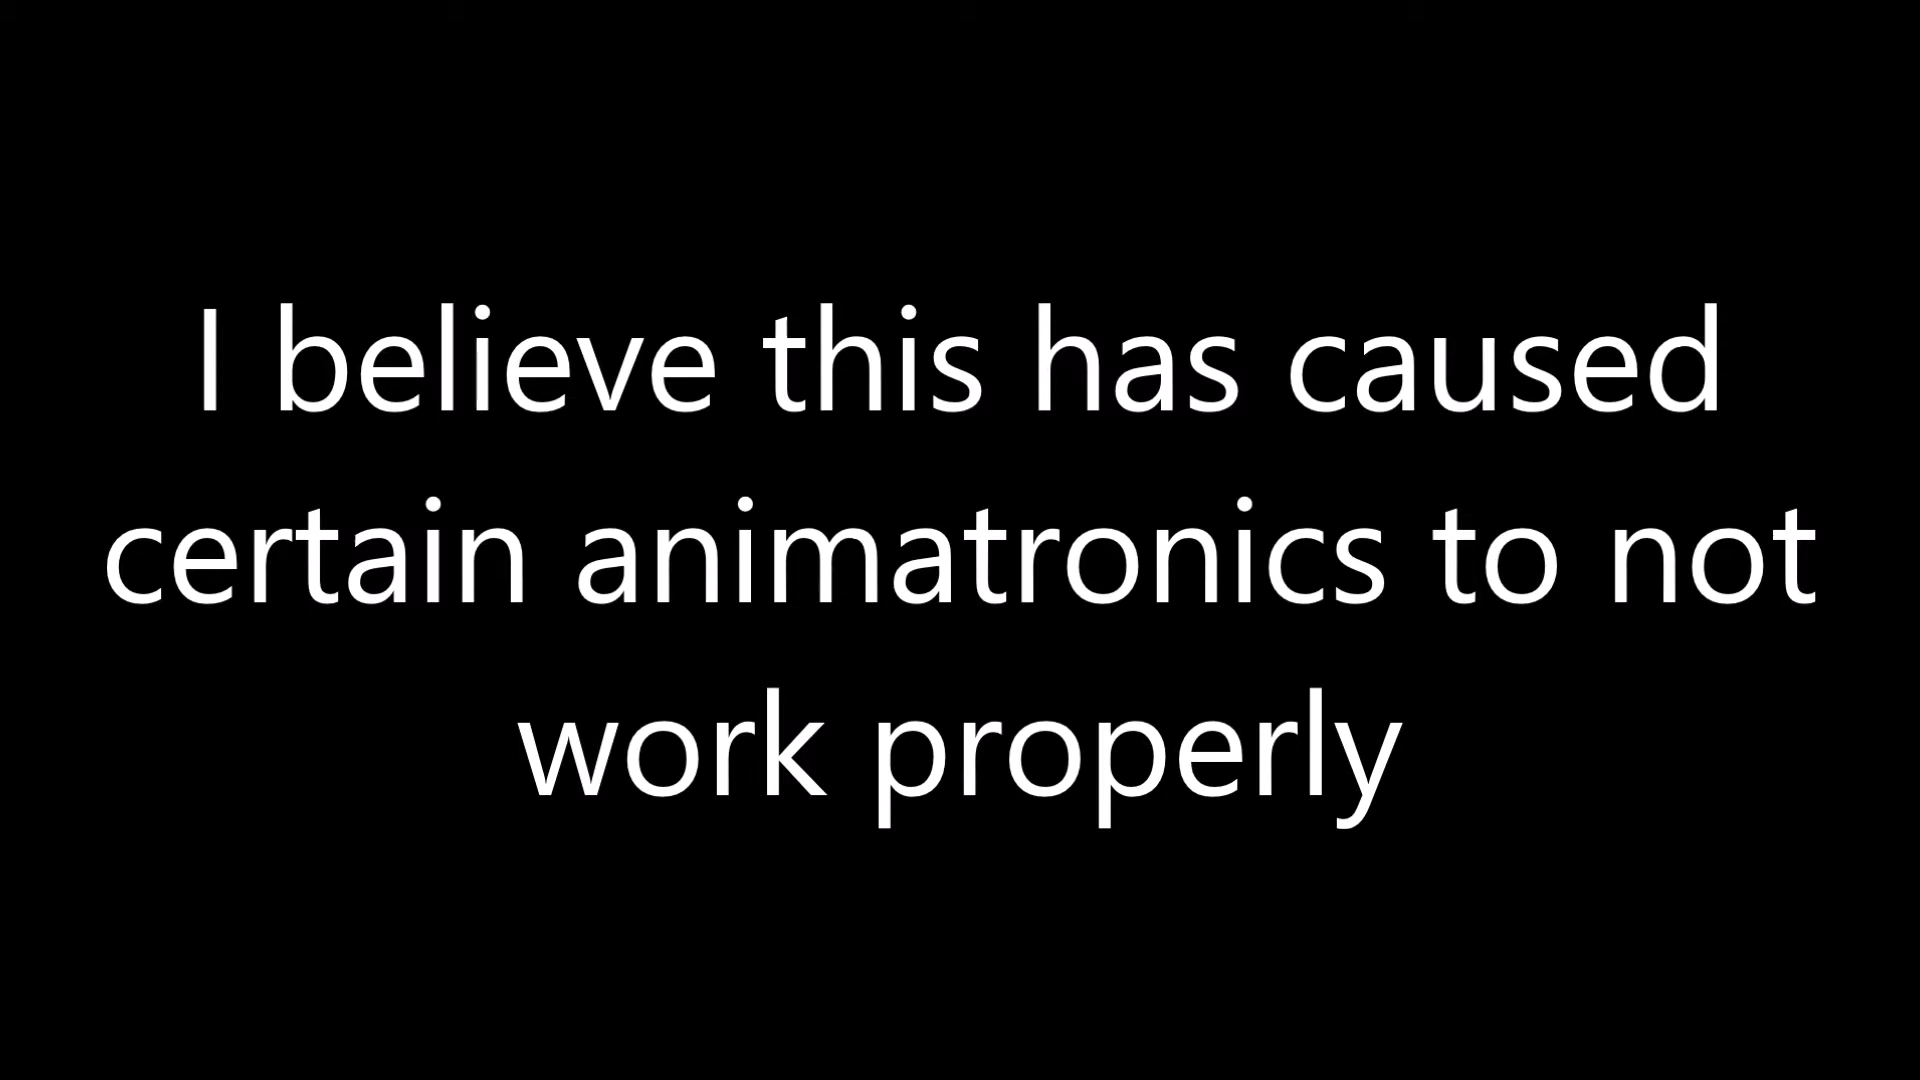 I believe this has caused
certain animatronics to not
work properly